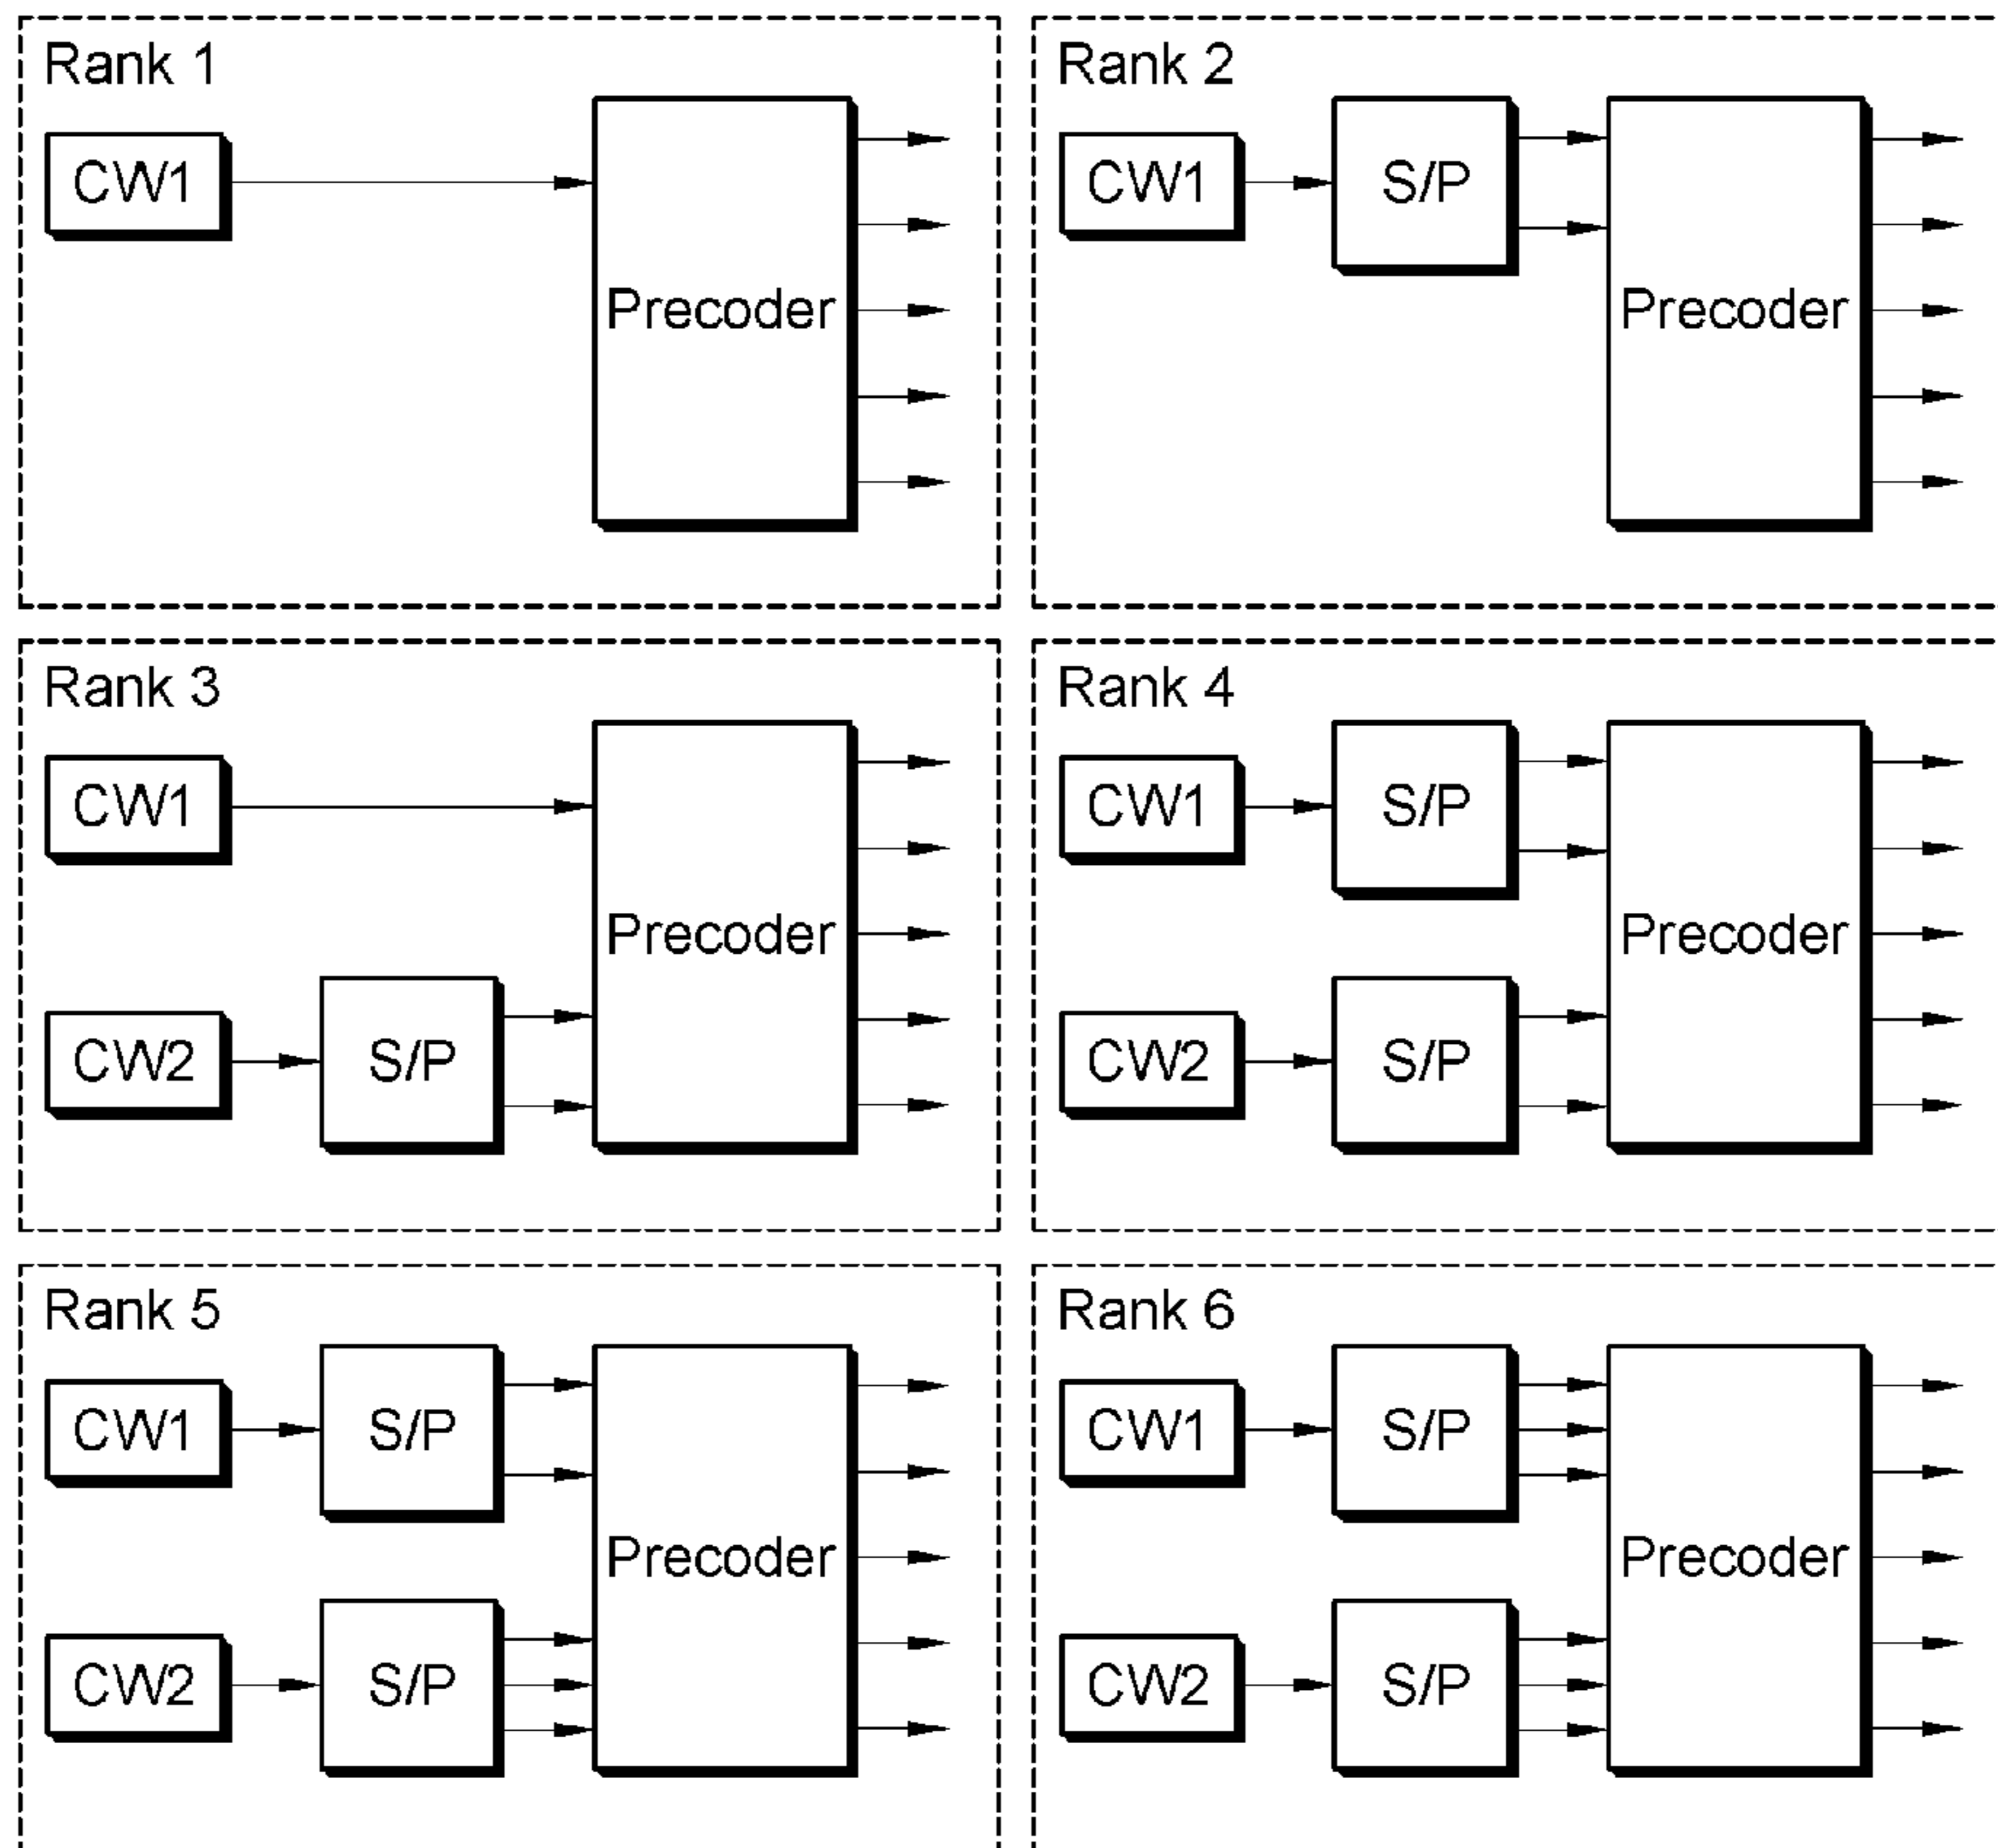 Rank 1
CW1
Precoder
Rank 2
CW1
S/P
Precoder
Rank 3
CW1
Precoder
CW2
S/P
Rank 4
CW1
S/P
Precoder
CW2
S/P
Rank 5
CW1
S/P
Precoder
CW2
S/P
Rank 6
CW1
S/P
Precoder
CW2
S/P